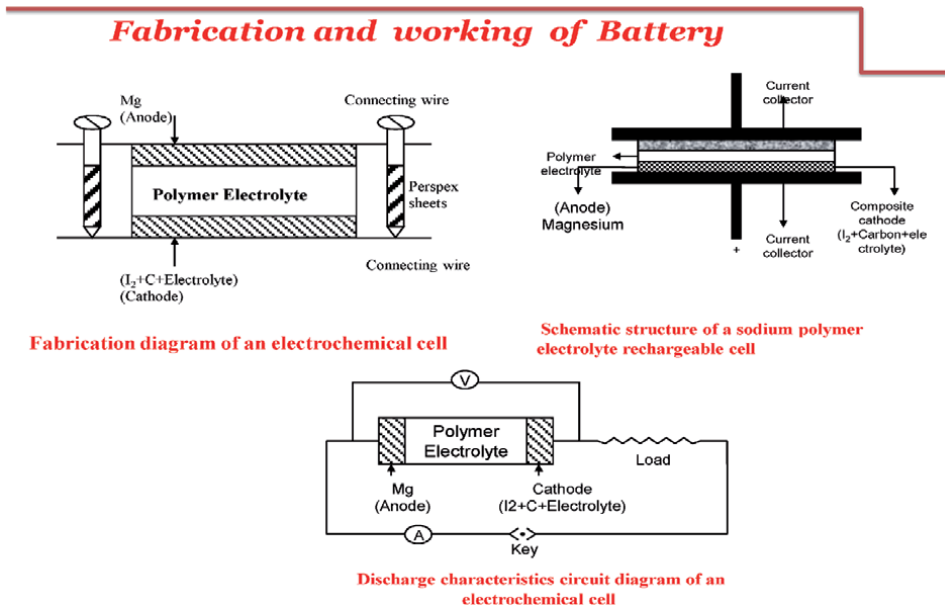 Fabrication and working of Battery
Mg
(Anode)
Connecting wire
Polymer Electrolyte
Perspex
sheets
(I₂+C+Electrolyte)
(Cathode)
Connecting wire
Fabrication diagram of an electrochemical cell
Current
collector
Polymer
electrolyte
(Anode)
Magnesium
+
Current
collector
Composite
cathode
(I₂+Carbon+ele
ctrolyte)
Schematic structure of a sodium polymer
electrolyte rechargeable cell
V
Polymer
Electrolyte
Load
Mg
(Anode)
Cathode
(I2+C+Electrolyte)
A
Key
Discharge characteristics circuit diagram of an
electrochemical cell